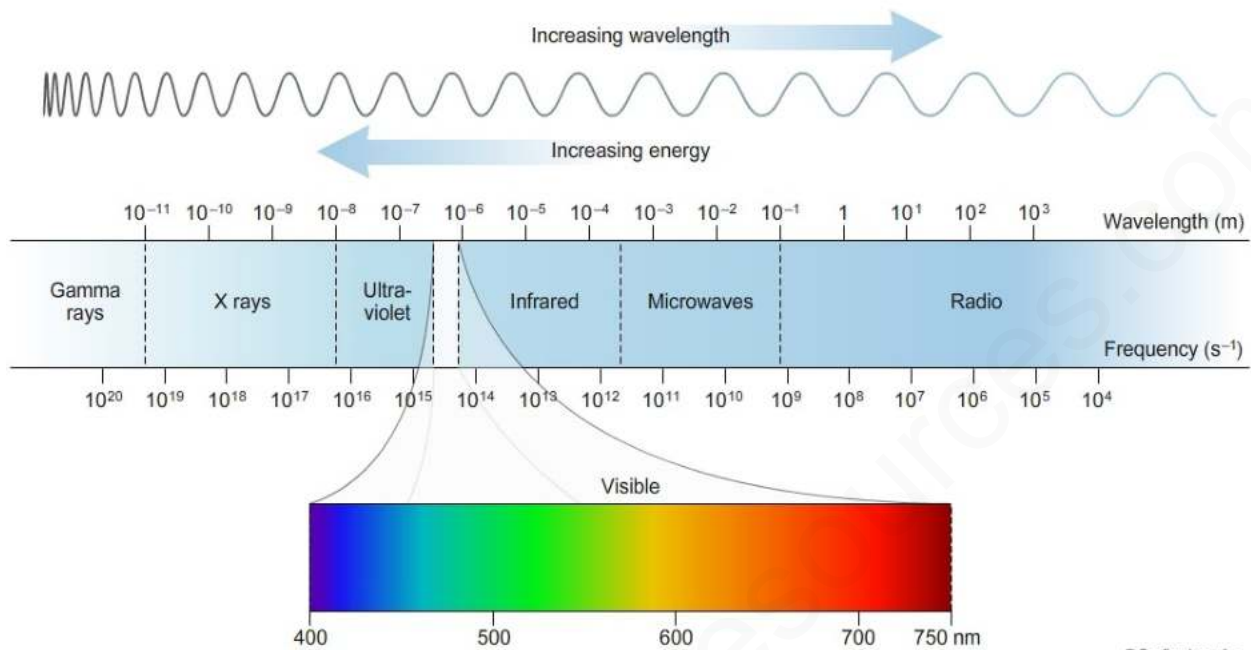 Increasing wavelength
Increasing energy
10⁻¹¹ 10⁻¹⁰ 10⁻⁹ 10⁻⁸ 10⁻⁷ 10⁻⁶ 10⁻⁵ 10⁻⁴ 10⁻³ 10⁻² 10⁻¹ 1 10¹ 10² 10³ Wavelength (m)
Gamma
rays
X rays
Ultra-
violet
Infrared
Microwaves
Radio
Frequency (s⁻¹)
10²⁰ 10¹⁹ 10¹⁸ 10¹⁷ 10¹⁶ 10¹⁵ 10¹⁴ 10¹³ 10¹² 10¹¹ 10¹⁰ 10⁹ 10⁸ 10⁷ 10⁶ 10⁵ 10⁴
Visible
400 500 600 700 750 nm